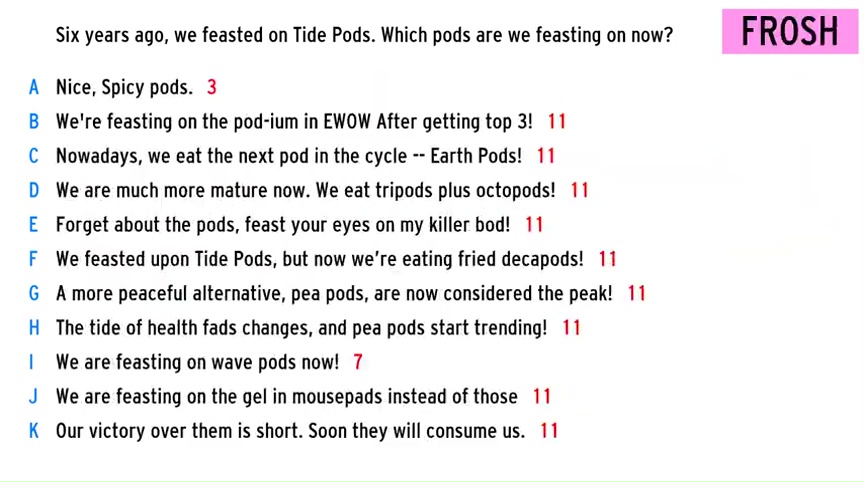 Six years ago, we feasted on Tide Pods. Which pods are we feasting on now?
FROSH
A Nice, Spicy pods. 3
B We're feasting on the pod-ium in EWOW After getting top 3! 11
C Nowadays, we eat the next pod in the cycle -- Earth Pods! 11
D We are much more mature now. We eat tripods plus octopods! 11
E Forget about the pods, feast your eyes on my killer bod! 11
F We feasted upon Tide Pods, but now we’re eating fried decapods! 11
G A more peaceful alternative, pea pods, are now considered the peak! 11
H The tide of health fads changes, and pea pods start trending! 11
I We are feasting on wave pods now! 7
J We are feasting on the gel in mousepads instead of those 11
K Our victory over them is short. Soon they will consume us. 11